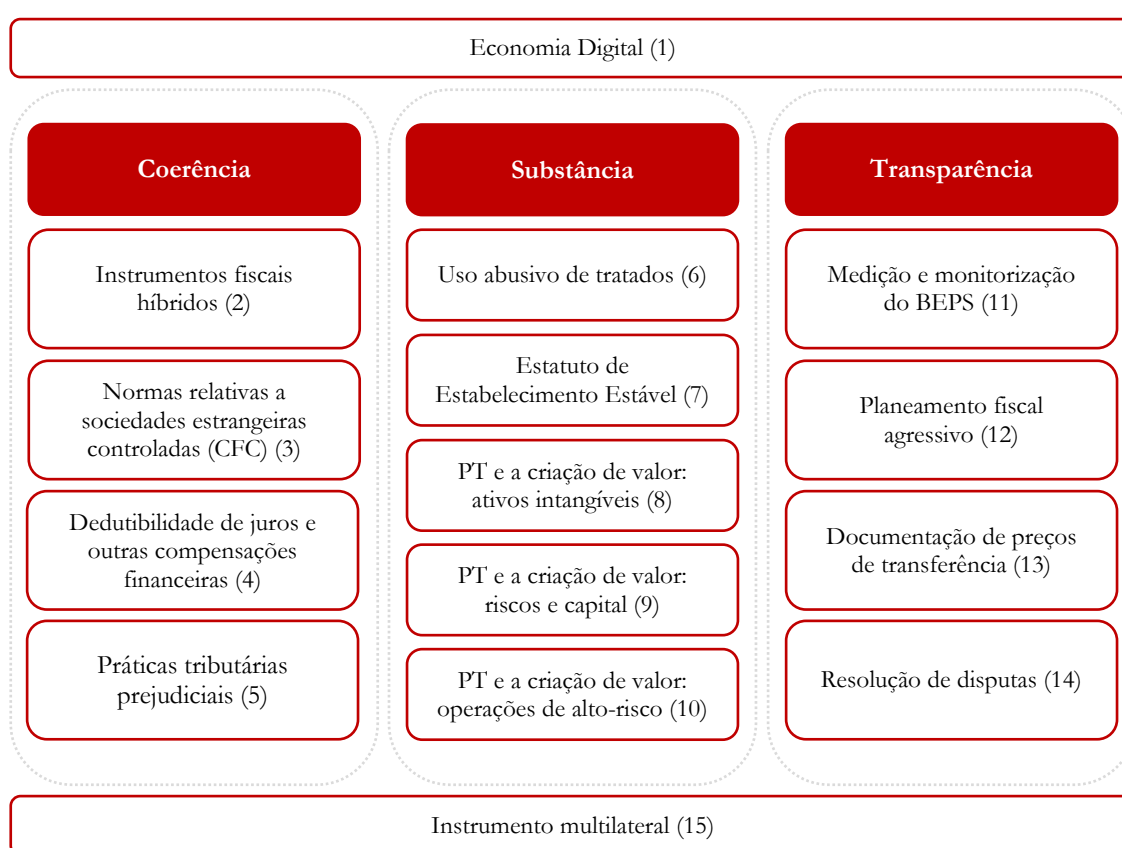 Economia Digital (1)
Coerência
Instrumentos fiscais
híbridos (2)
Normas relativas a
sociedades estrangeiras
controladas (CFC) (3)
Dedutibilidade de juros e
outras compensações
financeiras (4)
Práticas tributárias
prejudiciais (5)
Substância
Uso abusivo de tratados (6)
Estatuto de
Estabelecimento Estável (7)
PT e a criação de valor:
ativos intangíveis (8)
PT e a criação de valor:
riscos e capital (9)
PT e a criação de valor:
operações de alto-risco (10)
Transparência
Medição e monitorização
do BEPS (11)
Planeamento fiscal
agressivo (12)
Documentação de preços
de transferência (13)
Resolução de disputas (14)
Instrumento multilateral (15)